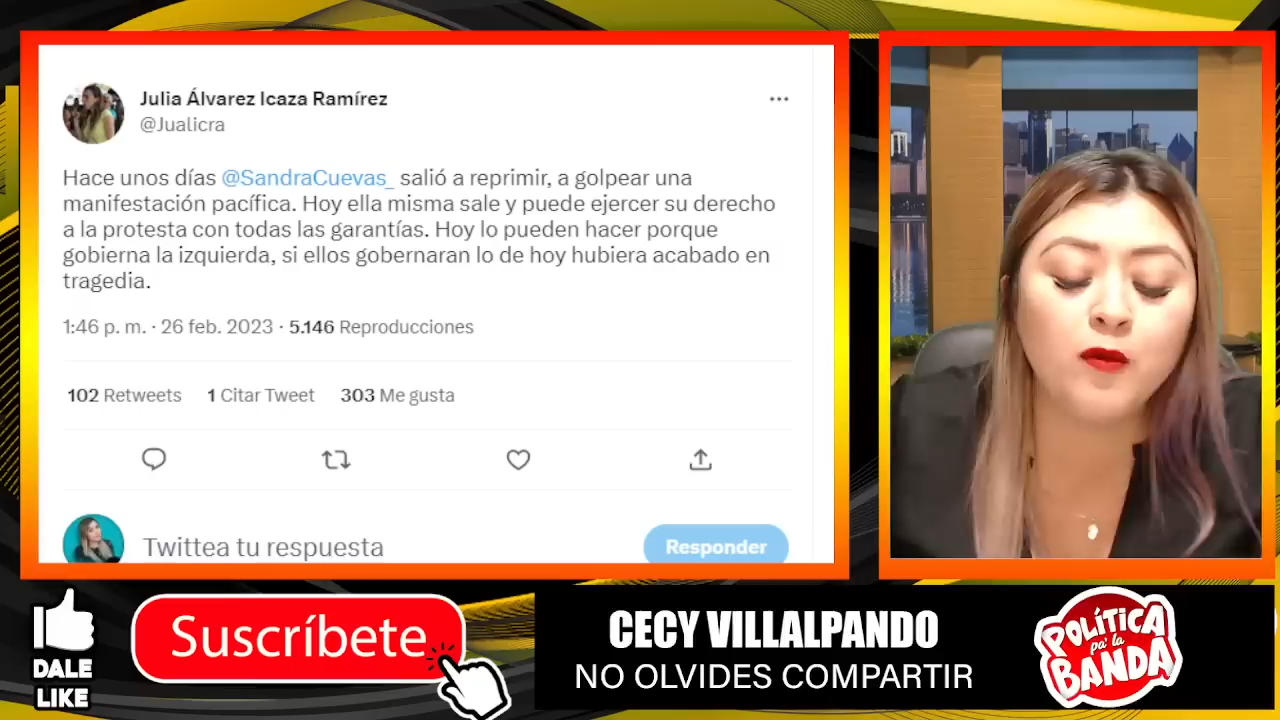 Julia Álvarez Icaza Ramírez
@Jualicra
Hace unos días @SandraCuevas_ salió a reprimir, a golpear una
manifestación pacífica. Hoy ella misma sale y puede ejercer su derecho
a la protesta con todas las garantías. Hoy lo pueden hacer porque
gobierna la izquierda, si ellos gobernaran lo de hoy hubiera acabado en
tragedia.
1:46 p. m. · 26 feb. 2023 · 5.146 Reproducciones
102 Retweets 1 Citar Tweet 303 Me gusta
Twittea tu respuesta
Responder
DALE
LIKE
Suscríbete
CECY VILLALPANDO
NO OLVIDES COMPARTIR
POLÍTICA
pa' la
BANDA